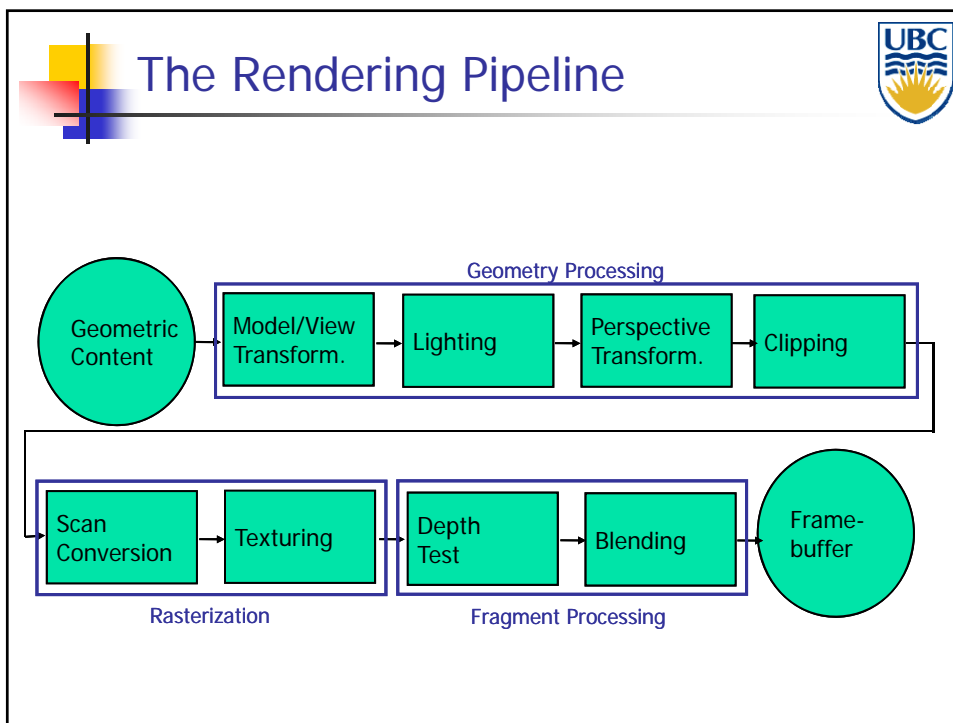 The Rendering Pipeline
UBC
Geometry Processing
Geometric
Content
Model/View
Transform.
Lighting
Perspective
Transform.
Clipping
Scan
Conversion
Texturing
Depth
Test
Blending
Frame-
buffer
Rasterization
Fragment Processing